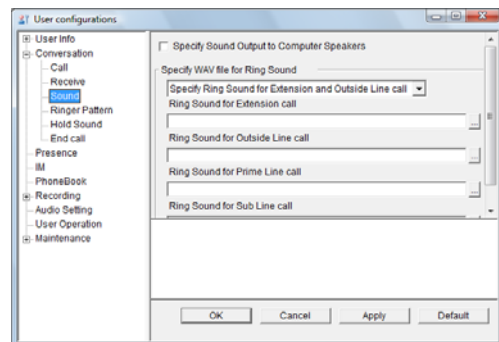 User configurations
User Info
Conversation
Call
Receive
Sound
Ringer Pattern
Hold Sound
End call
Presence
IM
PhoneBook
Recording
Audio Setting
User Operation
Maintenance
Specify Sound Output to Computer Speakers
Specify WAV file for Ring Sound
Specify Ring Sound for Extension and Outside Line call
Ring Sound for Extension call
...
Ring Sound for Outside Line call
...
Ring Sound for Prime Line call
...
Ring Sound for Sub Line call
OK Cancel Apply Default